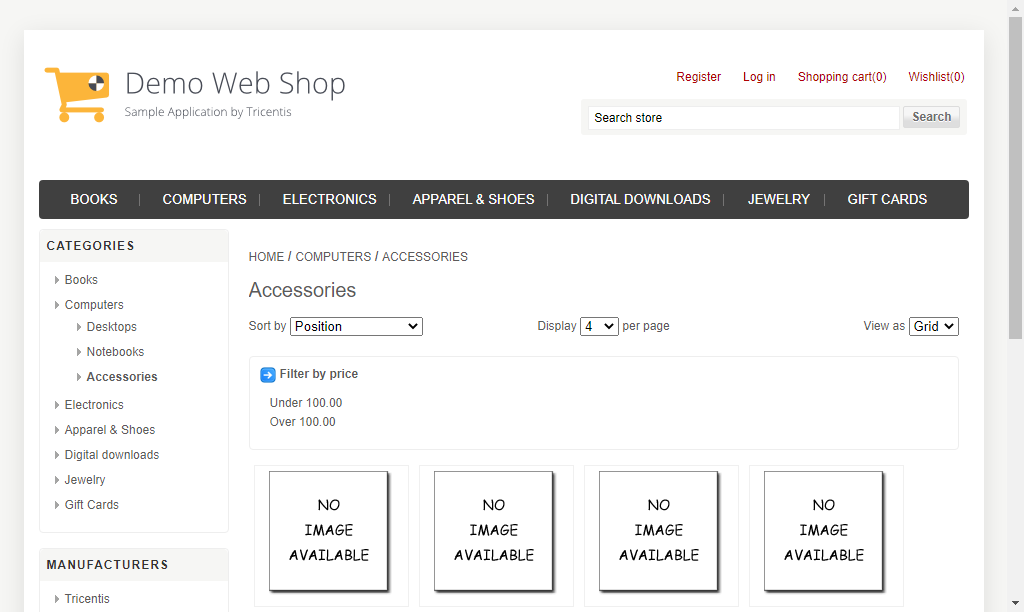 Demo Web Shop
Sample Application by Tricentis
Register Log in Shopping cart(0) Wishlist(0)
Search store Search
BOOKS COMPUTERS ELECTRONICS APPAREL & SHOES DIGITAL DOWNLOADS JEWELRY GIFT CARDS
CATEGORIES
Books
Computers
Desktops
Notebooks
Accessories
Electronics
Apparel & Shoes
Digital downloads
Jewelry
Gift Cards
MANUFACTURERS
Tricentis
HOME / COMPUTERS / ACCESSORIES
Accessories
Sort by Position Display 4 per page View as Grid
Filter by price
Under 100.00
Over 100.00
NO
IMAGE
AVAILABLE
NO
IMAGE
AVAILABLE
NO
IMAGE
AVAILABLE
NO
IMAGE
AVAILABLE